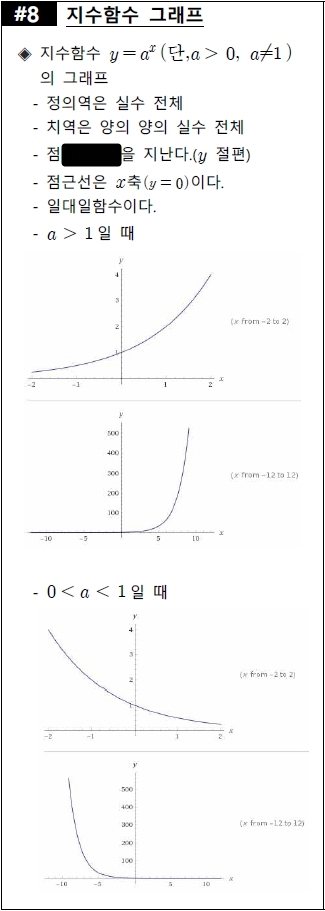 #8 지수함수 그래프
◈ 지수함수 y=aˣ(단,a>0, a≠1)
의 그래프
- 정의역은 실수 전체
- 치역은 양의 양의 실수 전체
- 점 을 지난다.(y 절편)
- 점근선은 x축(y=0)이다.
- 일대일함수이다.
- a>1일 때
y
4
3
2
1
-2 -1 1 2 x
(x from -2 to 2)
y
500
400
300
200
100
-10 -5 5 10 x
(x from -12 to 12)
- 0<a<1일 때
y
4
3
2
1
-2 -1 1 2 x
(x from -2 to 2)
y
500
400
300
200
100
-10 -5 5 10 x
(x from -12 to 12)